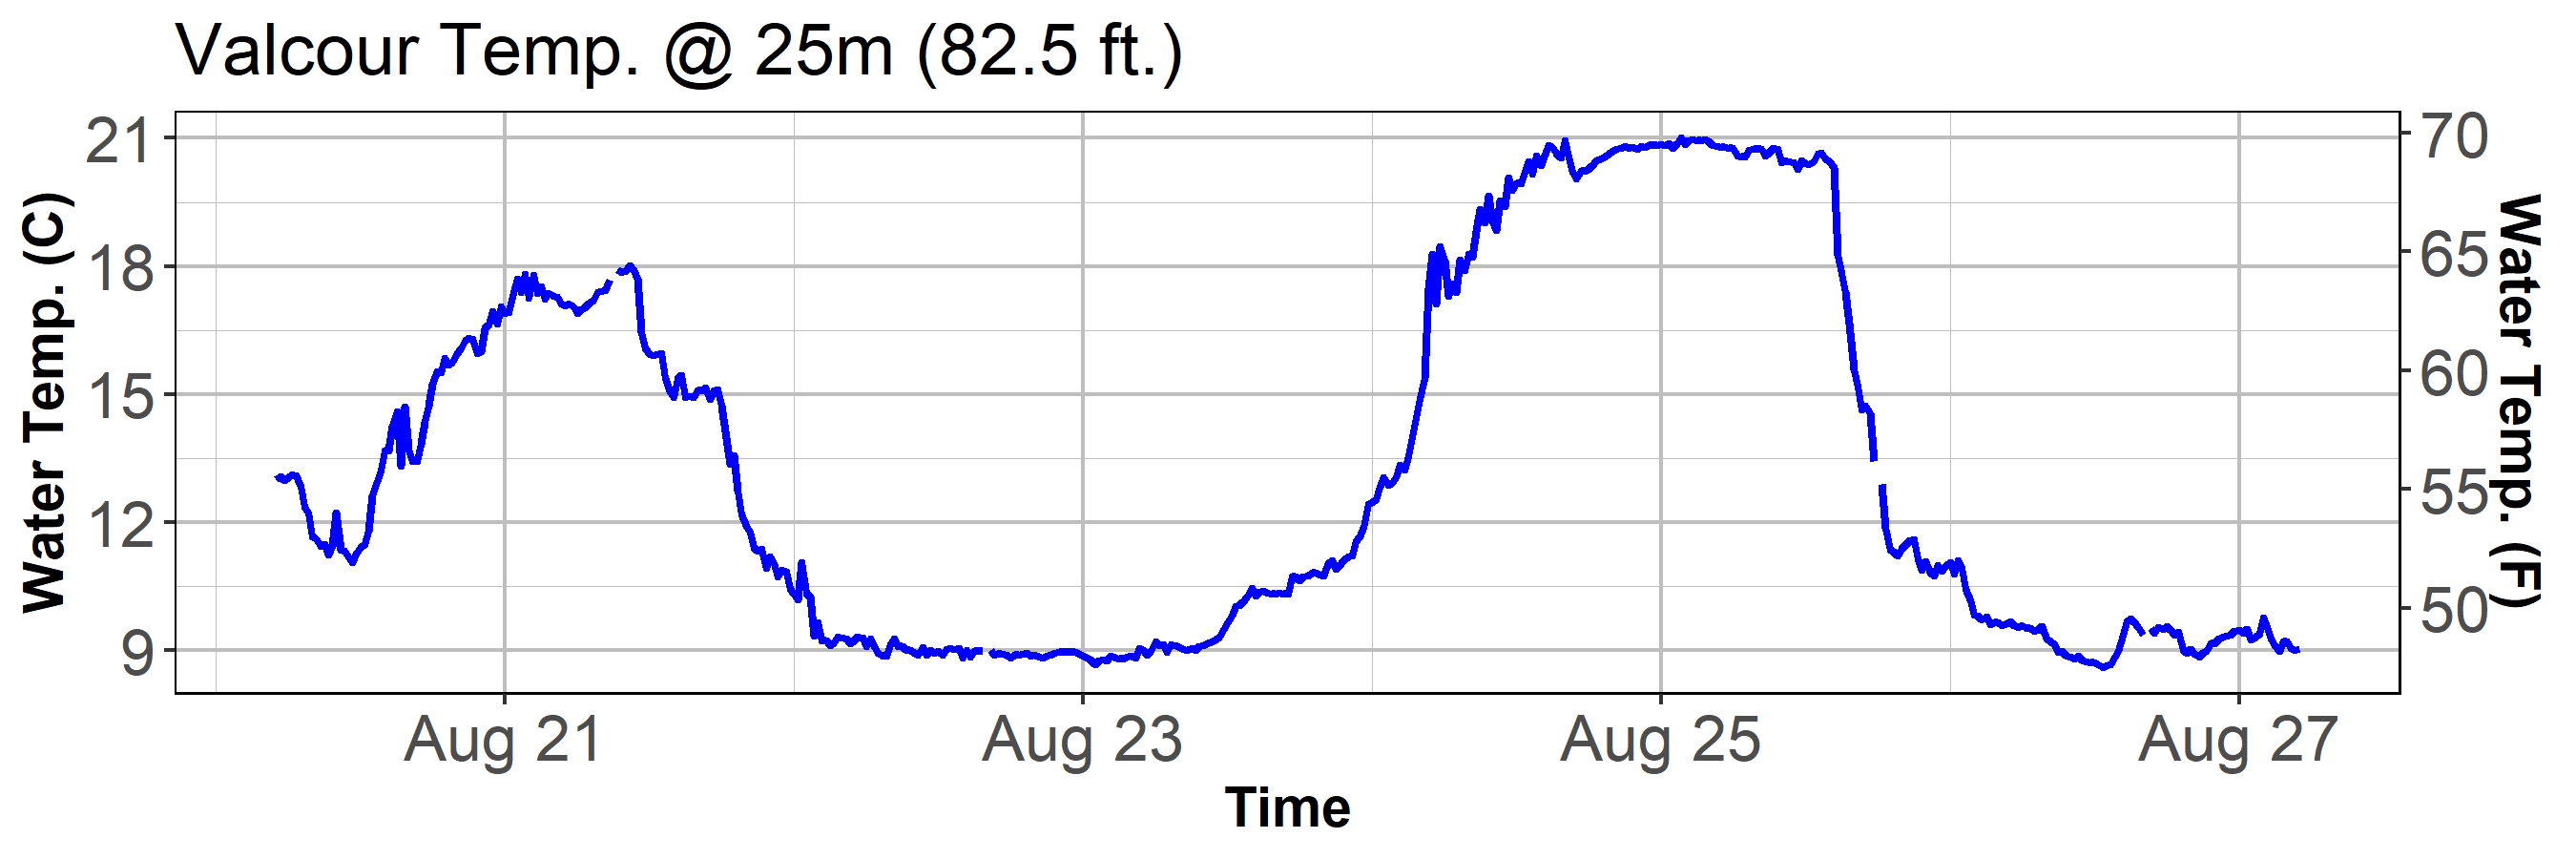 Valcour Temp. @ 25m (82.5 ft.)
Water Temp. (C)
21
18
15
12
9
70
65
60
55
50
Water Temp. (F)
Aug 21
Aug 23
Aug 25
Aug 27
Time